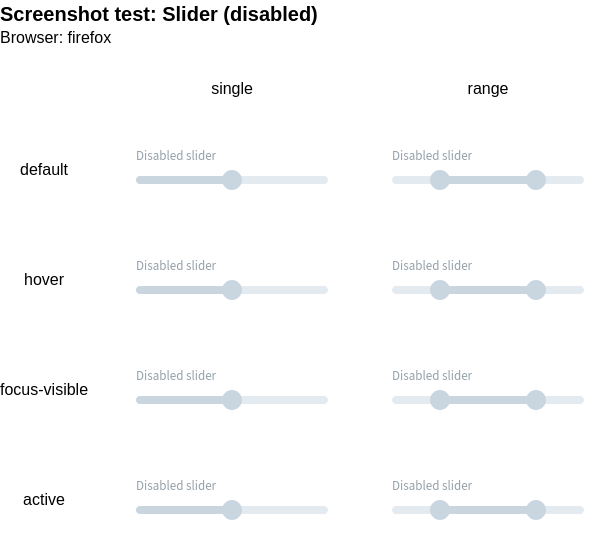 Screenshot test: Slider (disabled)
Browser: firefox
single range
default
Disabled slider Disabled slider
hover
Disabled slider Disabled slider
focus-visible
Disabled slider Disabled slider
active
Disabled slider Disabled slider